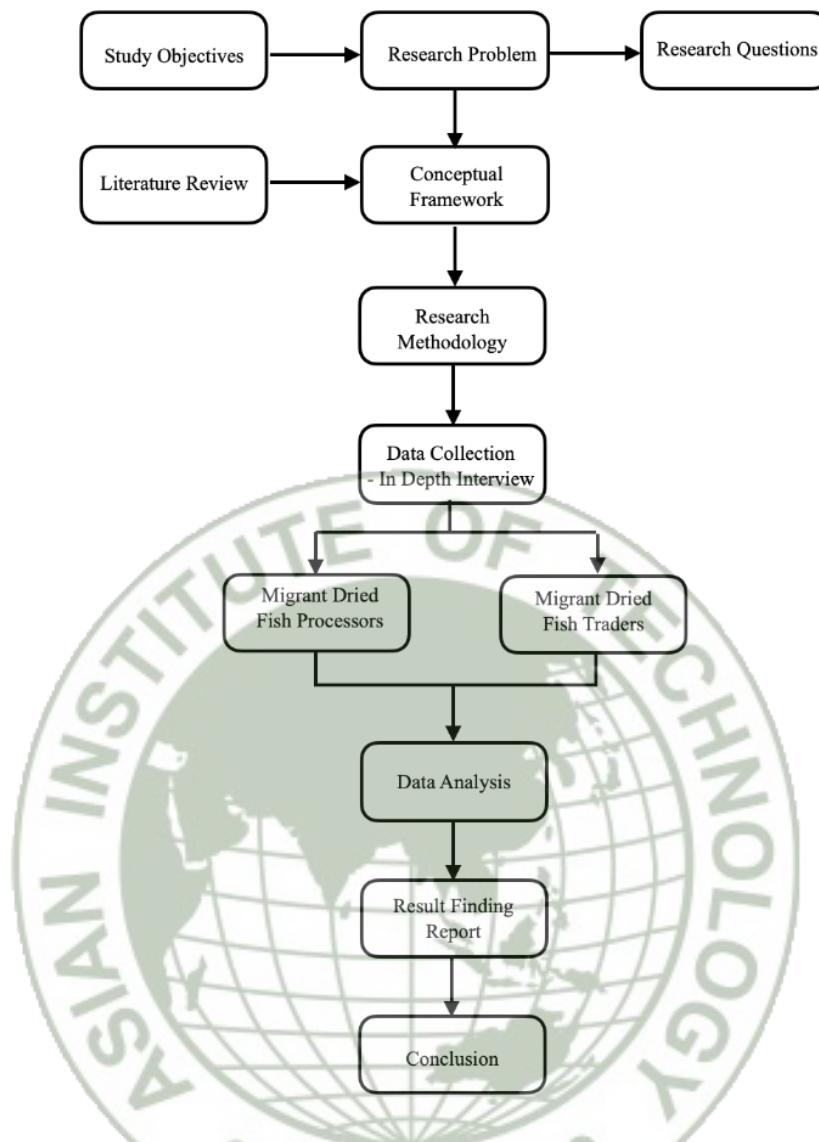 Study Objectives
Research Problem
Research Questions
Literature Review
Conceptual
Framework
Research
Methodology
Data Collection
- In Depth Interview
Migrant Dried
Fish Processors
Migrant Dried
Fish Traders
Data Analysis
Result Finding
Report
Conclusion
ASIAN INSTITUTE OF TECHNOLOGY